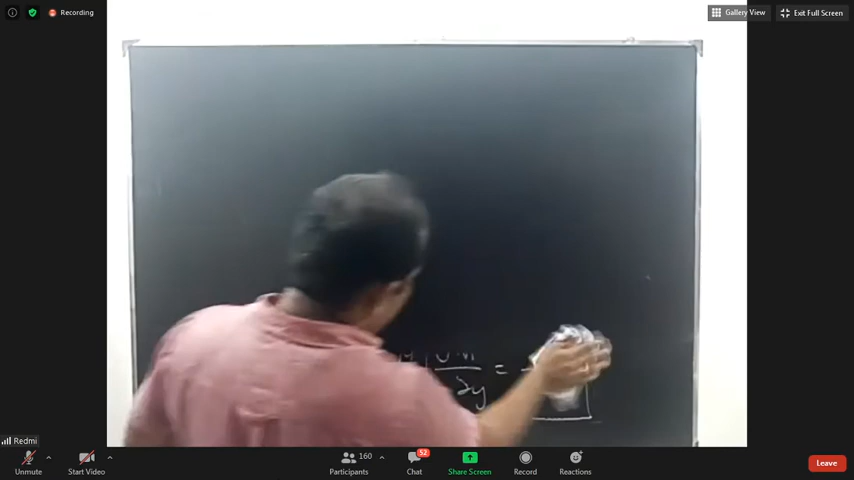 Recording
Gallery View
Exit Full Screen
∂y =
Redmi
Unmute
Start Video
Participants 160
Chat 52
Share Screen
Record
Reactions
Leave